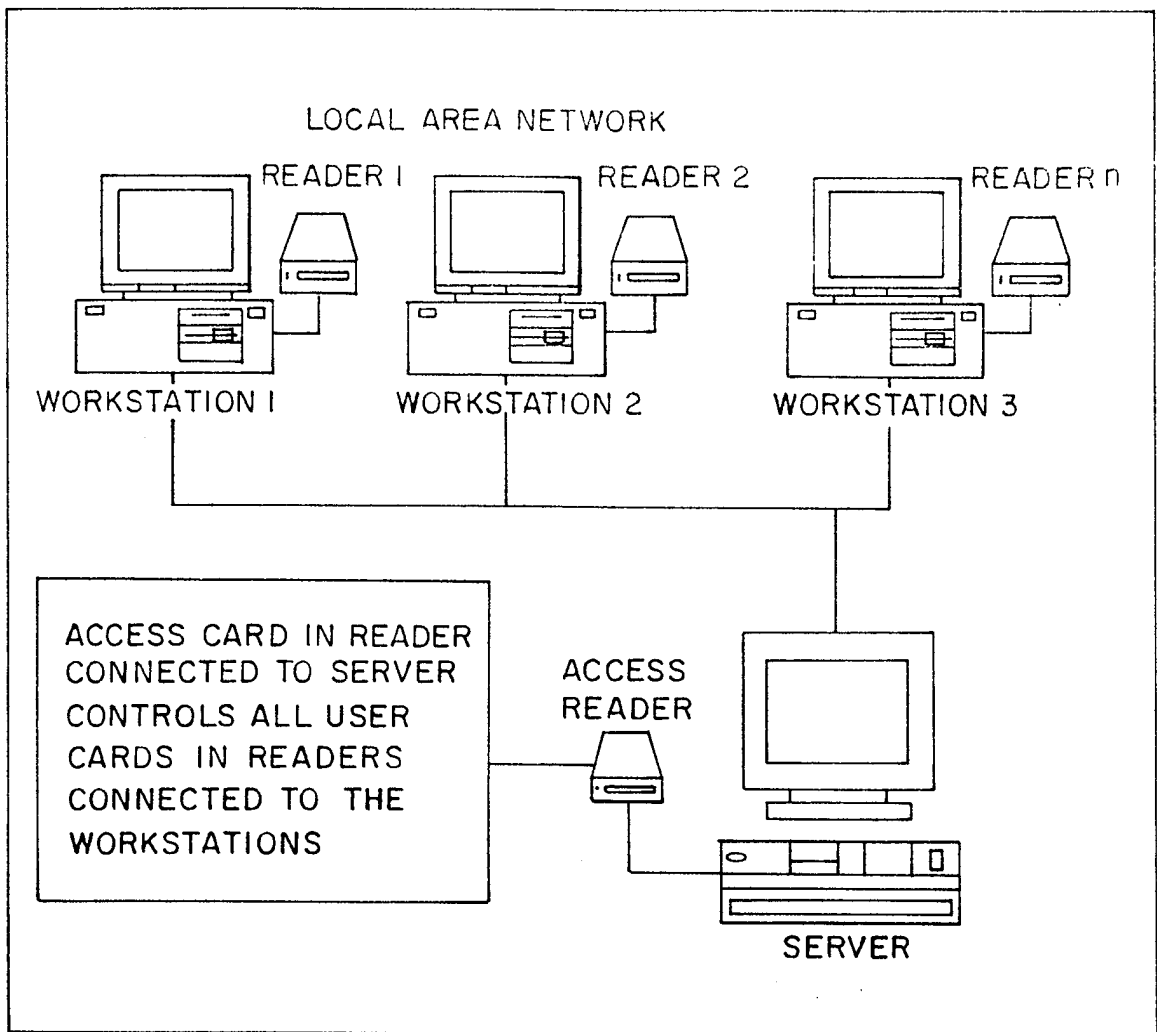 LOCAL AREA NETWORK
READER 1
READER 2
READER n
WORKSTATION 1
WORKSTATION 2
WORKSTATION 3
ACCESS CARD IN READER
CONNECTED TO SERVER
CONTROLS ALL USER
CARDS IN READERS
CONNECTED TO THE
WORKSTATIONS
ACCESS
READER
SERVER